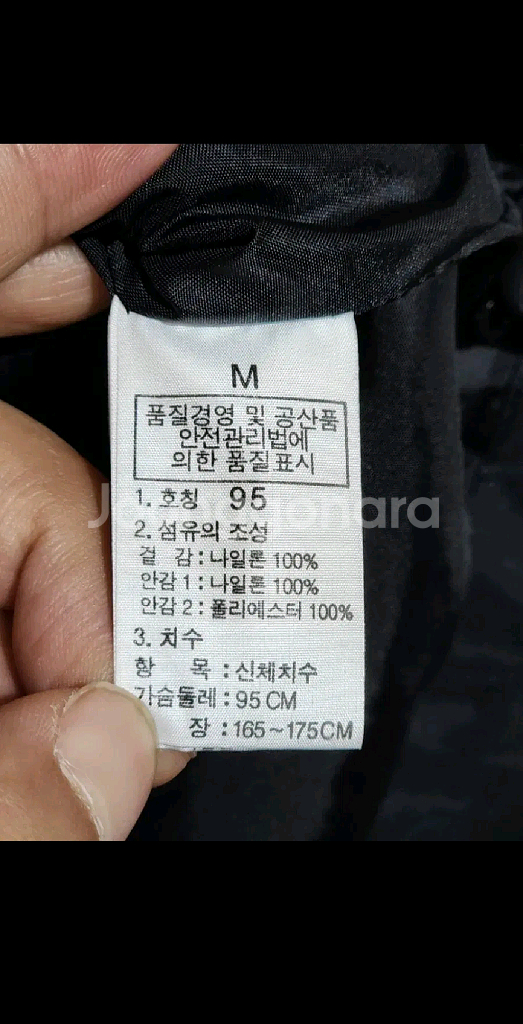 M
품질경영 및 공산품
안전관리법에
의한 품질표시
1. 호칭 95
2. 섬유의 조성
겉 감 : 나일론 100%
안감 1 : 나일론 100%
안감 2 : 폴리에스터 100%
3. 치수
항 목 : 신체치수
가슴둘레 : 95 CM
장 : 165~175CM